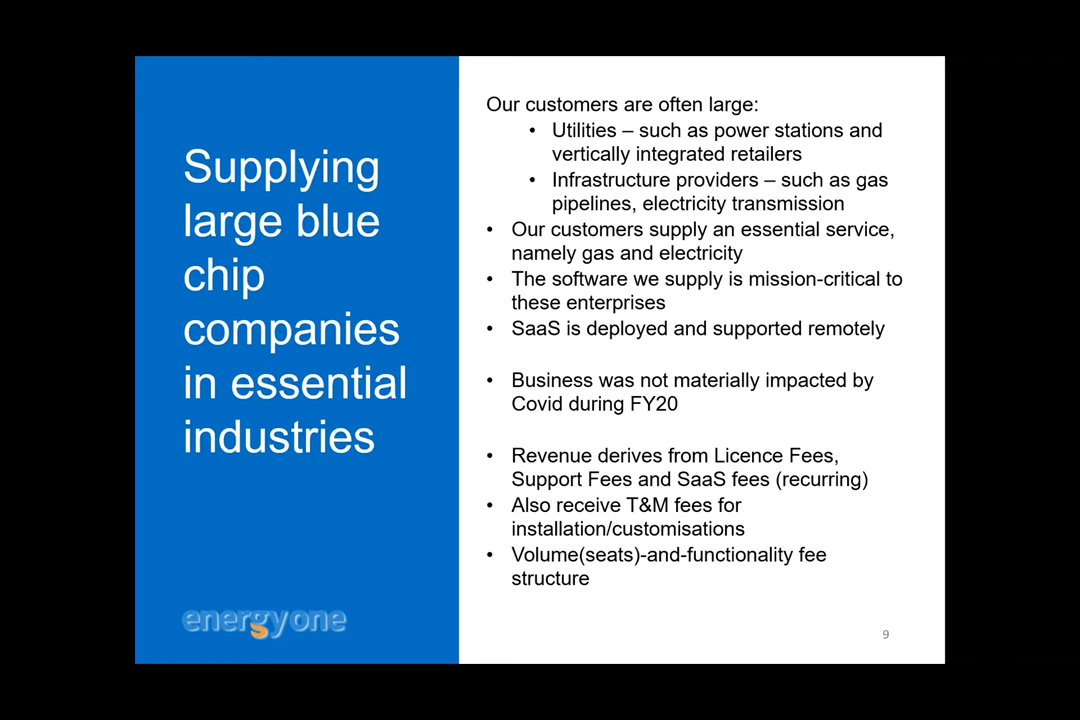 Supplying
large blue
chip
companies
in essential
industries
energyone
Our customers are often large:
• Utilities – such as power stations and
vertically integrated retailers
• Infrastructure providers – such as gas
pipelines, electricity transmission
• Our customers supply an essential service,
namely gas and electricity
• The software we supply is mission-critical to
these enterprises
• SaaS is deployed and supported remotely
• Business was not materially impacted by
Covid during FY20
• Revenue derives from Licence Fees,
Support Fees and SaaS fees (recurring)
• Also receive T&M fees for
installation/customisations
• Volume(seats)-and-functionality fee
structure
9